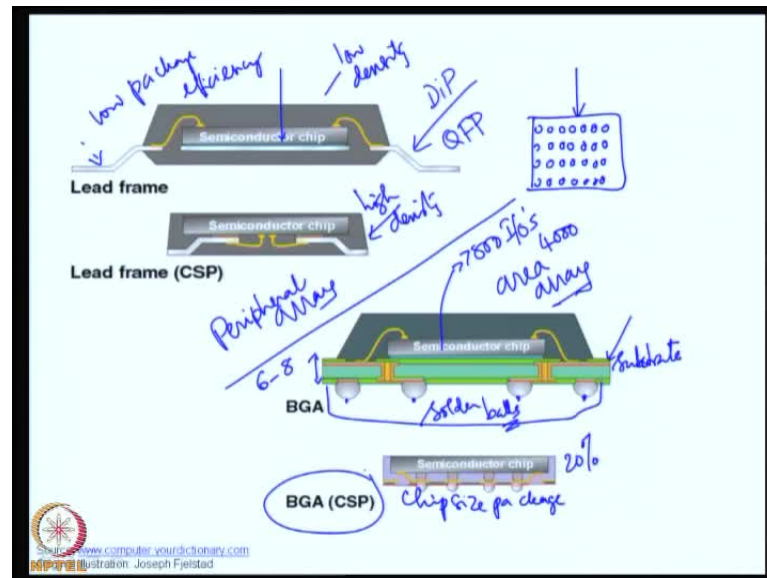 low package
efficiency
low
density
DIP
QFP
Semiconductor chip
Lead frame
Semiconductor chip
high
density
Lead frame (CSP)
Peripheral
array
>800 I/O's
4000
area
array
Semiconductor chip
substrate
6-8
BGA
solder balls
Semiconductor chip
20%
BGA (CSP)
chip size package
www.computer.yourdictionary.com
Illustration: Joseph Fjelstad
NPTEL